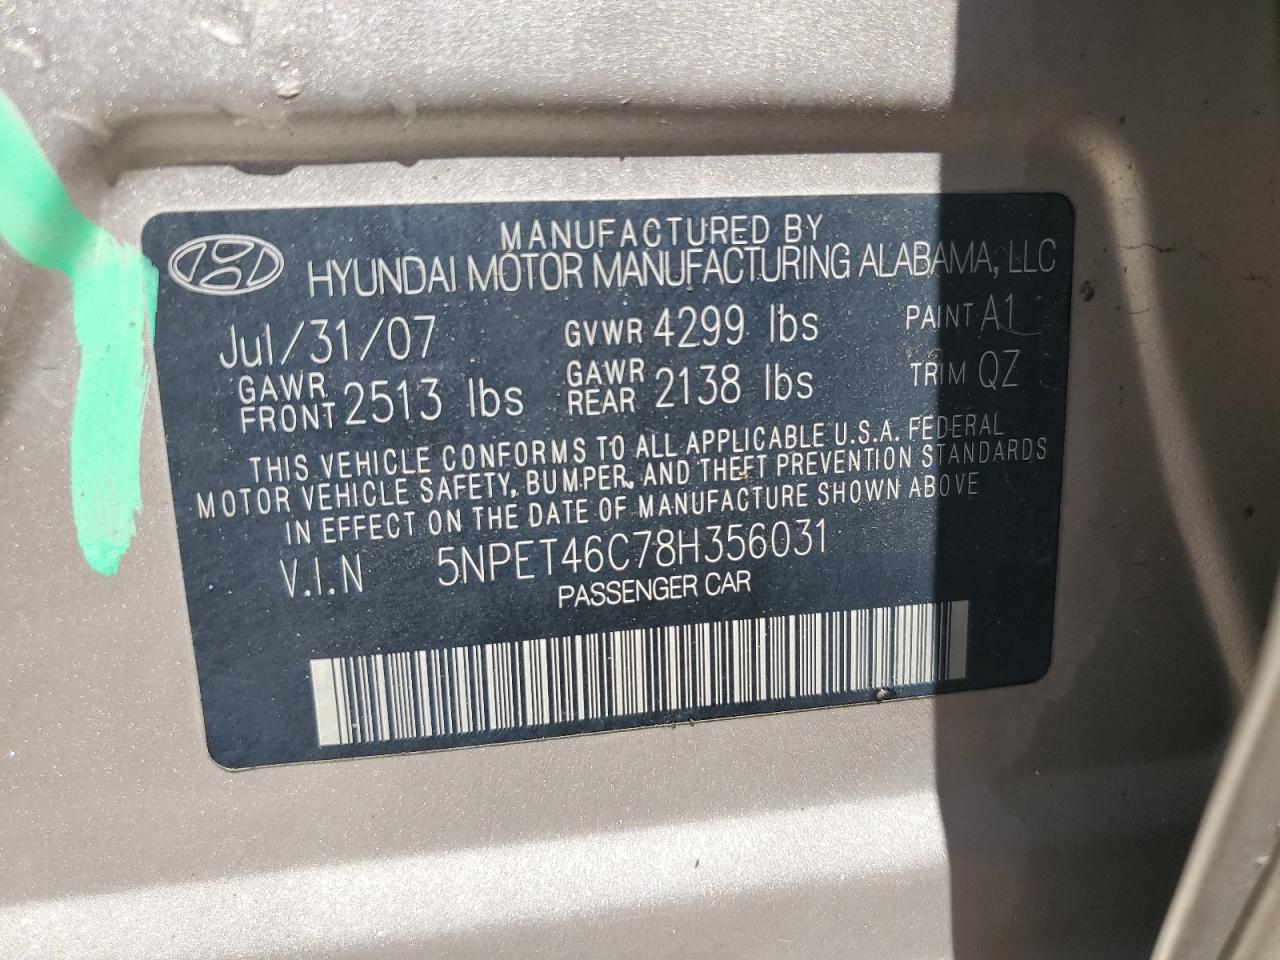 MANUFACTURED BY
HYUNDAI MOTOR MANUFACTURING ALABAMA, LLC
Jul/31/07 GVWR 4299 lbs PAINT A1
GAWR FRONT 2513 lbs GAWR REAR 2138 lbs TRIM QZ
THIS VEHICLE CONFORMS TO ALL APPLICABLE U.S.A. FEDERAL
MOTOR VEHICLE SAFETY, BUMPER, AND THEFT PREVENTION STANDARDS
IN EFFECT ON THE DATE OF MANUFACTURE SHOWN ABOVE
V.I.N 5NPET46C78H356031
PASSENGER CAR